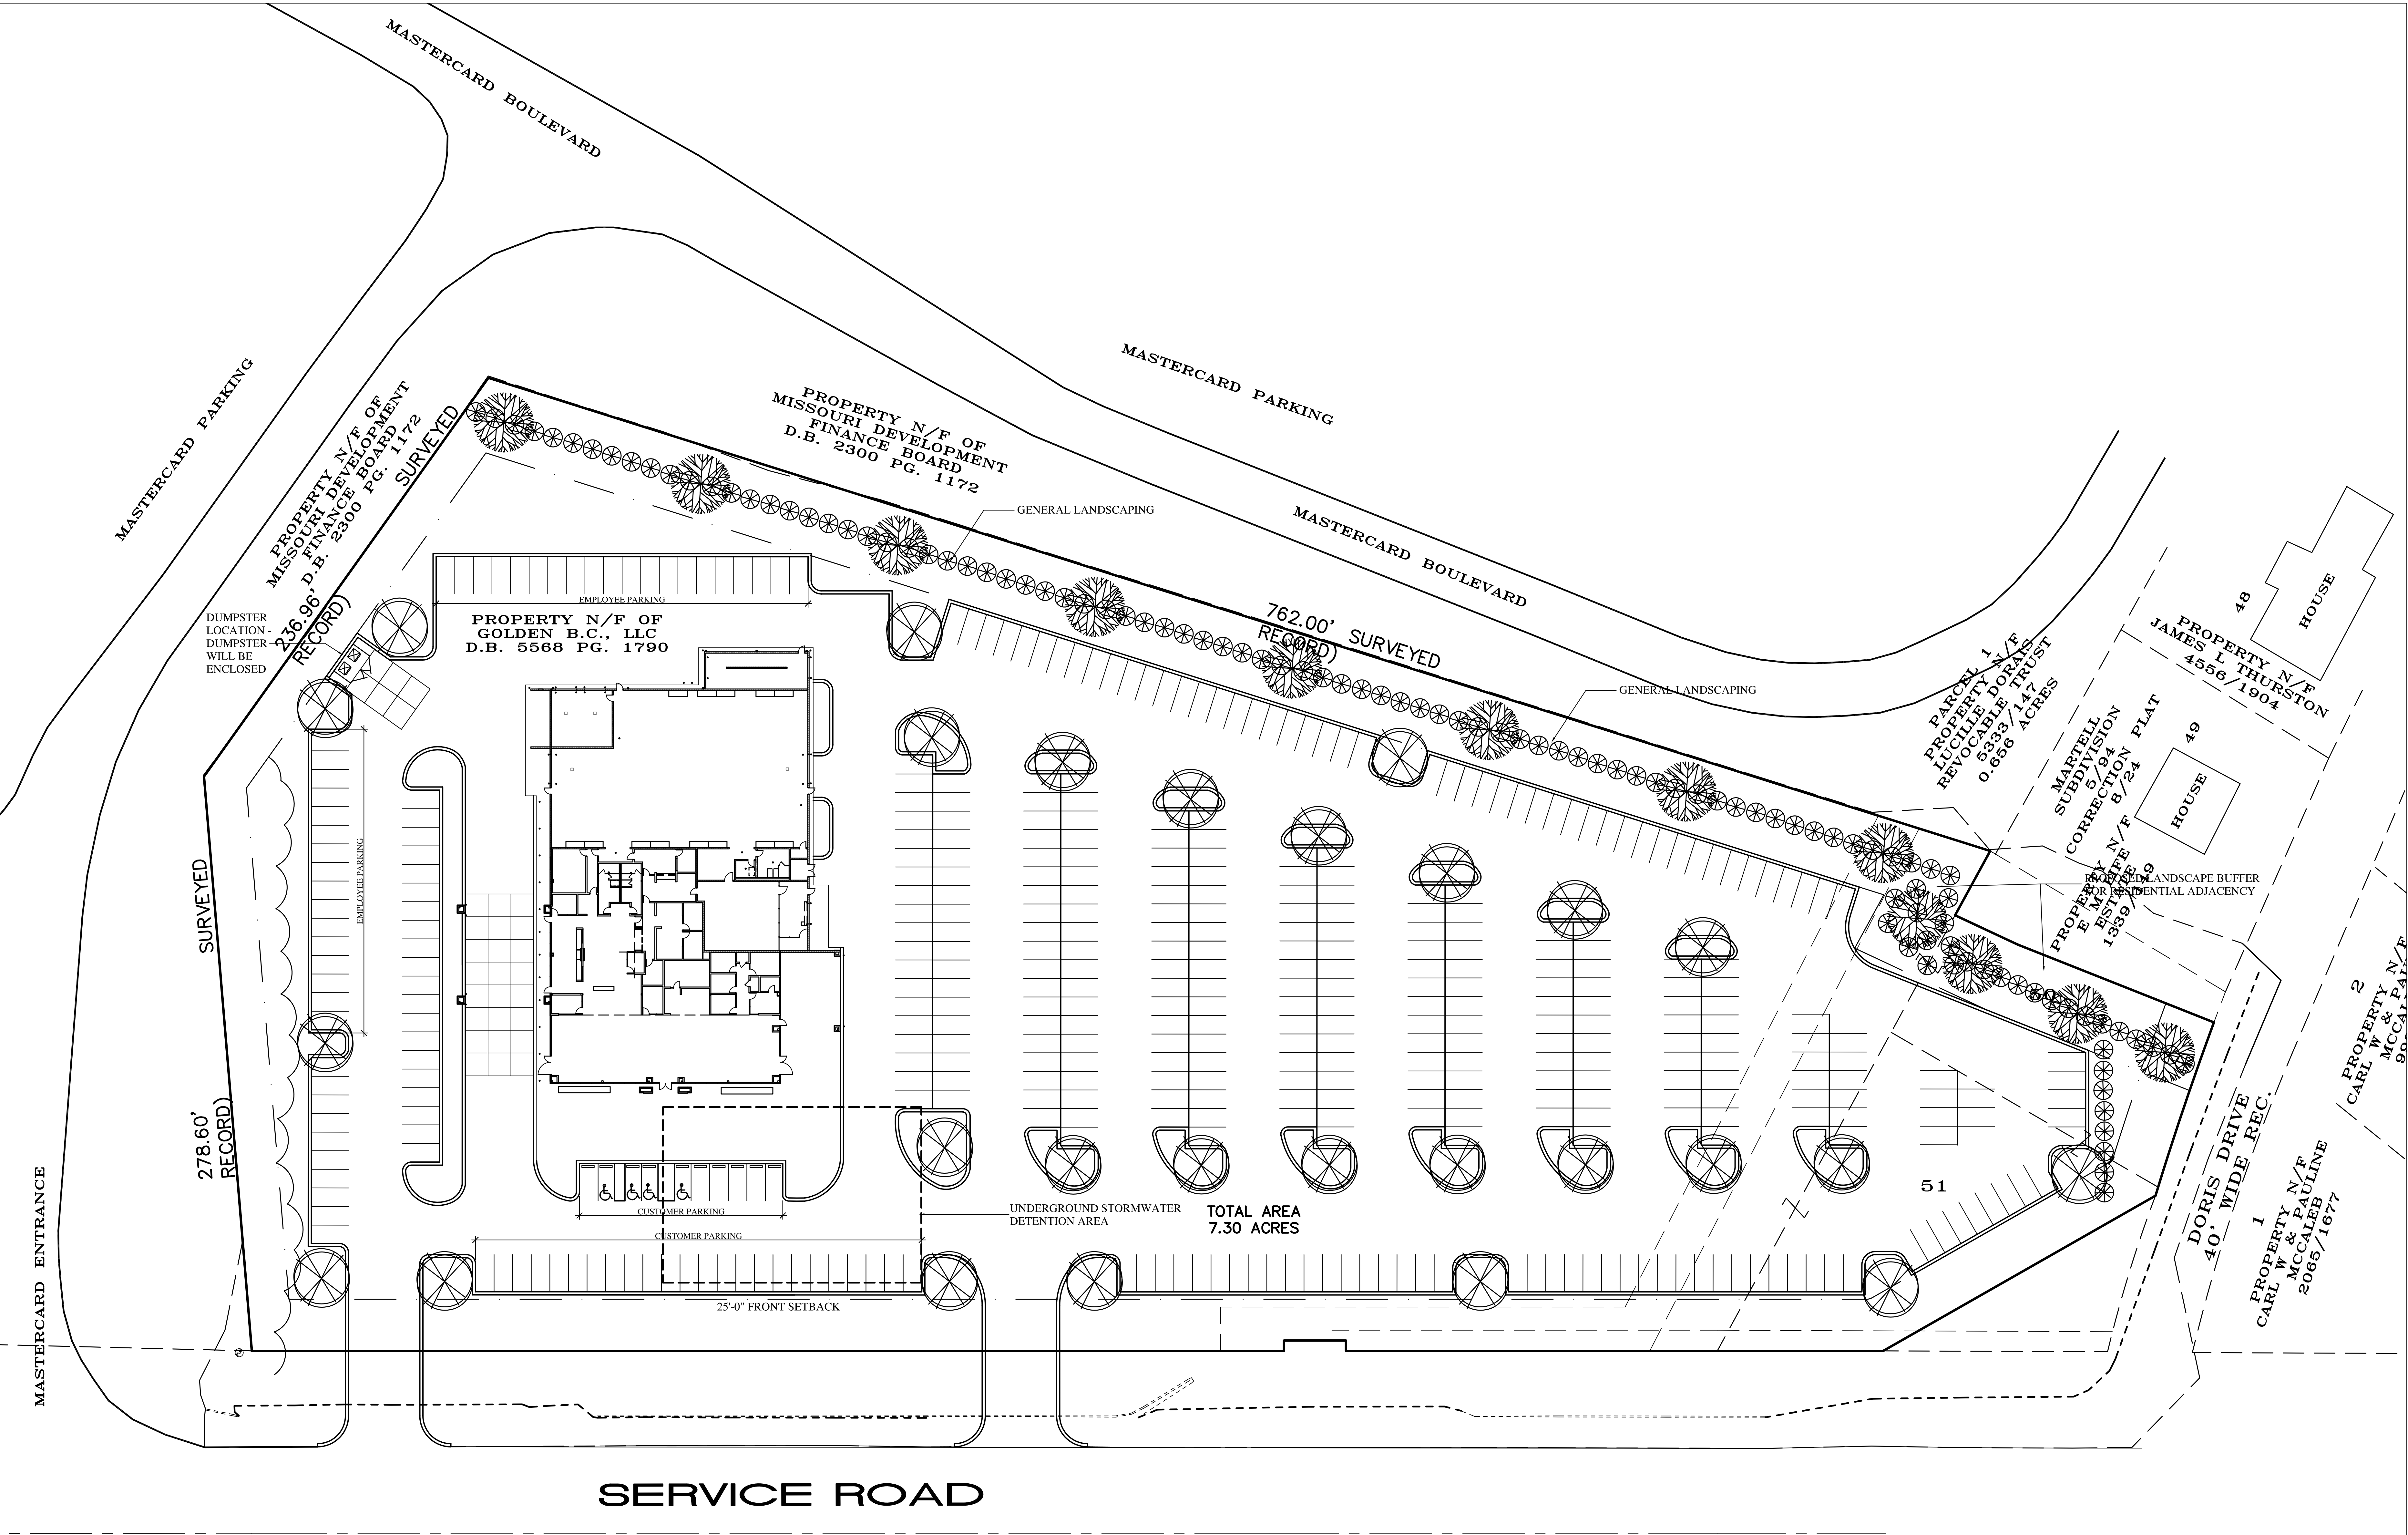 MASTERCARD BOULEVARD
MASTERCARD PARKING
MASTERCARD PARKING
PROPERTY N/F OF
MISSOURI DEVELOPMENT
FINANCE BOARD
D.B. 2300 PG. 1172
236.96' SURVEYED
RECORD)
PROPERTY N/F OF
MISSOURI DEVELOPMENT
FINANCE BOARD
D.B. 2300 PG. 1172
GENERAL LANDSCAPING
MASTERCARD BOULEVARD
762.00' SURVEYED
RECORD)
GENERAL LANDSCAPING
DUMPSTER
LOCATION -
DUMPSTER
WILL BE
ENCLOSED
EMPLOYEE PARKING
PROPERTY N/F OF
GOLDEN B.C., LLC
D.B. 5568 PG. 1790
EMPLOYEE PARKING
278.60' SURVEYED
RECORD)
MASTERCARD ENTRANCE
CUSTOMER PARKING
CUSTOMER PARKING
25'-0" FRONT SETBACK
UNDERGROUND STORMWATER
DETENTION AREA
TOTAL AREA
7.30 ACRES
PARCEL 1
PROPERTY N/F
LUCILLE DORAIS
REVOCABLE TRUST
5333/147
0.656 ACRES
48
HOUSE
PROPERTY N/F
JAMES L THURSTON
4556/1904
MARTELL
SUBDIVISION
5/94
CORRECTION PLAT
8/24
49
HOUSE
PROPERTY N/F
ESTATE
LANDSCAPE BUFFER
FOR RESIDENTIAL ADJACENCY
50
51
Z
DORIS DRIVE
40' WIDE REC.
2
PROPERTY N/F
1
PROPERTY N/F
CARL W & PAULINE
MCCALEB
2065/1677
SERVICE ROAD